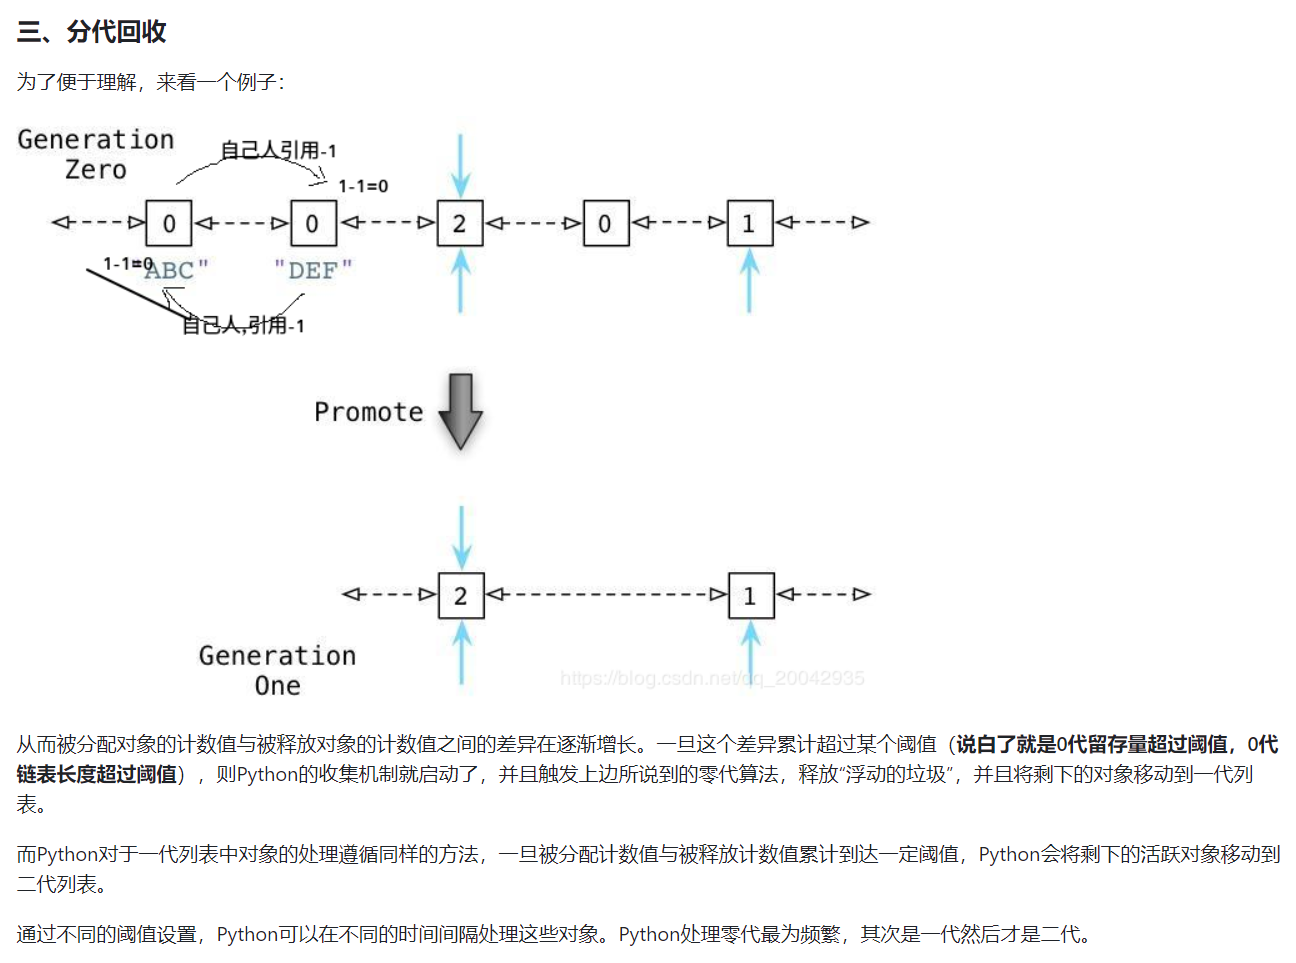 三、分代回收
为了便于理解，来看一个例子：
Generation
Zero
自己人引用-1
1-1=0
0
0
2
0
1
1-1=0
ABC"
"DEF"
自己人,引用-1
Promote
2
1
Generation
One
https://blog.csdn.net/qq_20042935
从而被分配对象的计数值与被释放对象的计数值之间的差异在逐渐增长。一旦这个差异累计超过某个阈值（说白了就是0代留存量超过阈值，0代
链表长度超过阈值），则Python的收集机制就启动了，并且触发上边所说到的零代算法，释放“浮动的垃圾”，并且将剩下的对象移动到一代列
表。
而Python对于一代列表中对象的处理遵循同样的方法，一旦被分配计数值与被释放计数值累计到达一定阈值，Python会将剩下的活跃对象移动到
二代列表。
通过不同的阈值设置，Python可以在不同的时间间隔处理这些对象。Python处理零代最为频繁，其次是一代然后才是二代。